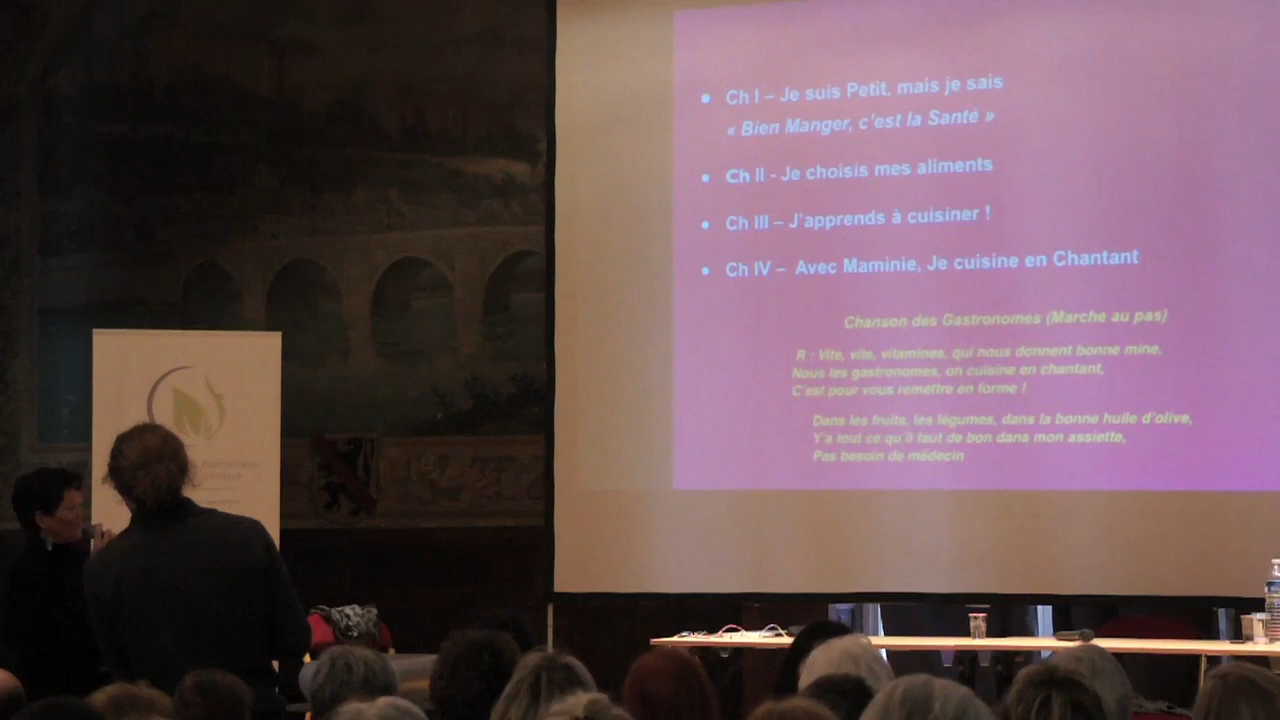 • Ch I – Je suis Petit, mais je sais
« Bien Manger, c'est la Santé »
• Ch II - Je choisis mes aliments
• Ch III – J'apprends à cuisiner !
• Ch IV – Avec Maminie, Je cuisine en Chantant
Chanson des Gastronomes (Marche au pas)
R : Vite, vite, vitamines, qui nous donnent bonne mine,
Nous les gastronomes, on cuisine en chantant,
C'est pour vous remettre en forme !
Dans les fruits, les légumes, dans la bonne huile d'olive,
Y'a tout ce qu'il faut de bon dans mon assiette,
Pas besoin de médecin